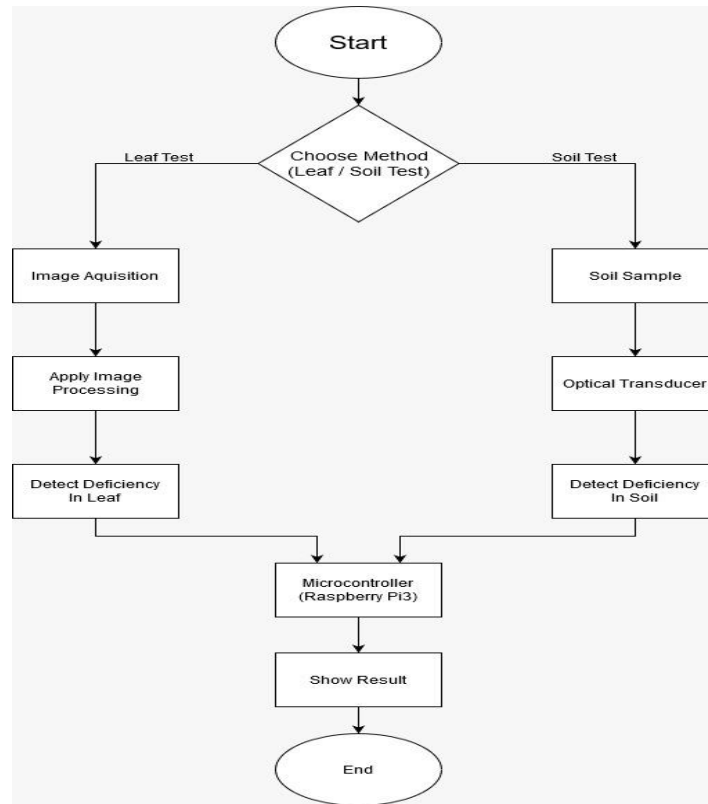 Start
Choose Method
(Leaf / Soil Test)
Leaf Test
Soil Test
Image Aquisition
Soil Sample
Apply Image
Processing
Optical Transducer
Detect Deficiency
In Leaf
Detect Deficiency
In Soil
Microcontroller
(Raspberry Pi3)
Show Result
End